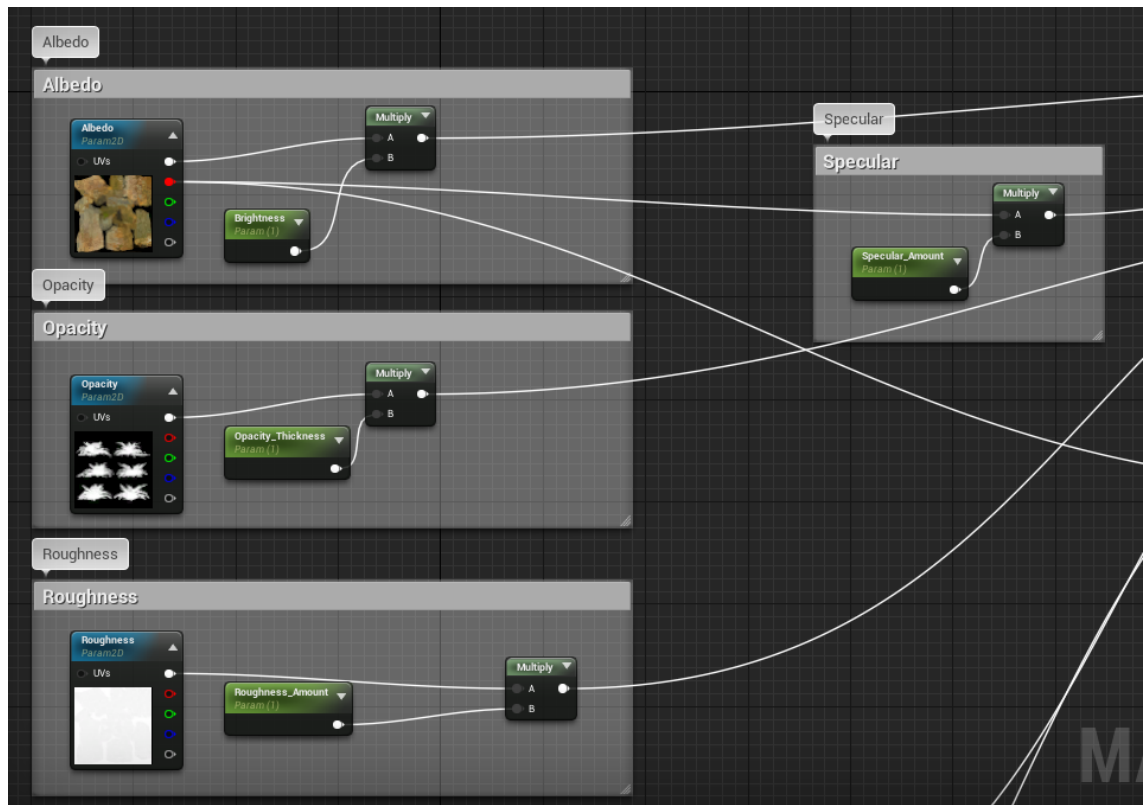 Albedo
Albedo
Albedo
Param2D
UVs
Multiply
A
B
Brightness
Param (1)
Specular
Specular
Multiply
A
B
Specular_Amount
Param (1)
Opacity
Opacity
Opacity
Param2D
UVs
Multiply
A
B
Opacity_Thickness
Param (1)
Roughness
Roughness
Roughness
Param2D
UVs
Multiply
A
B
Roughness_Amount
Param (1)